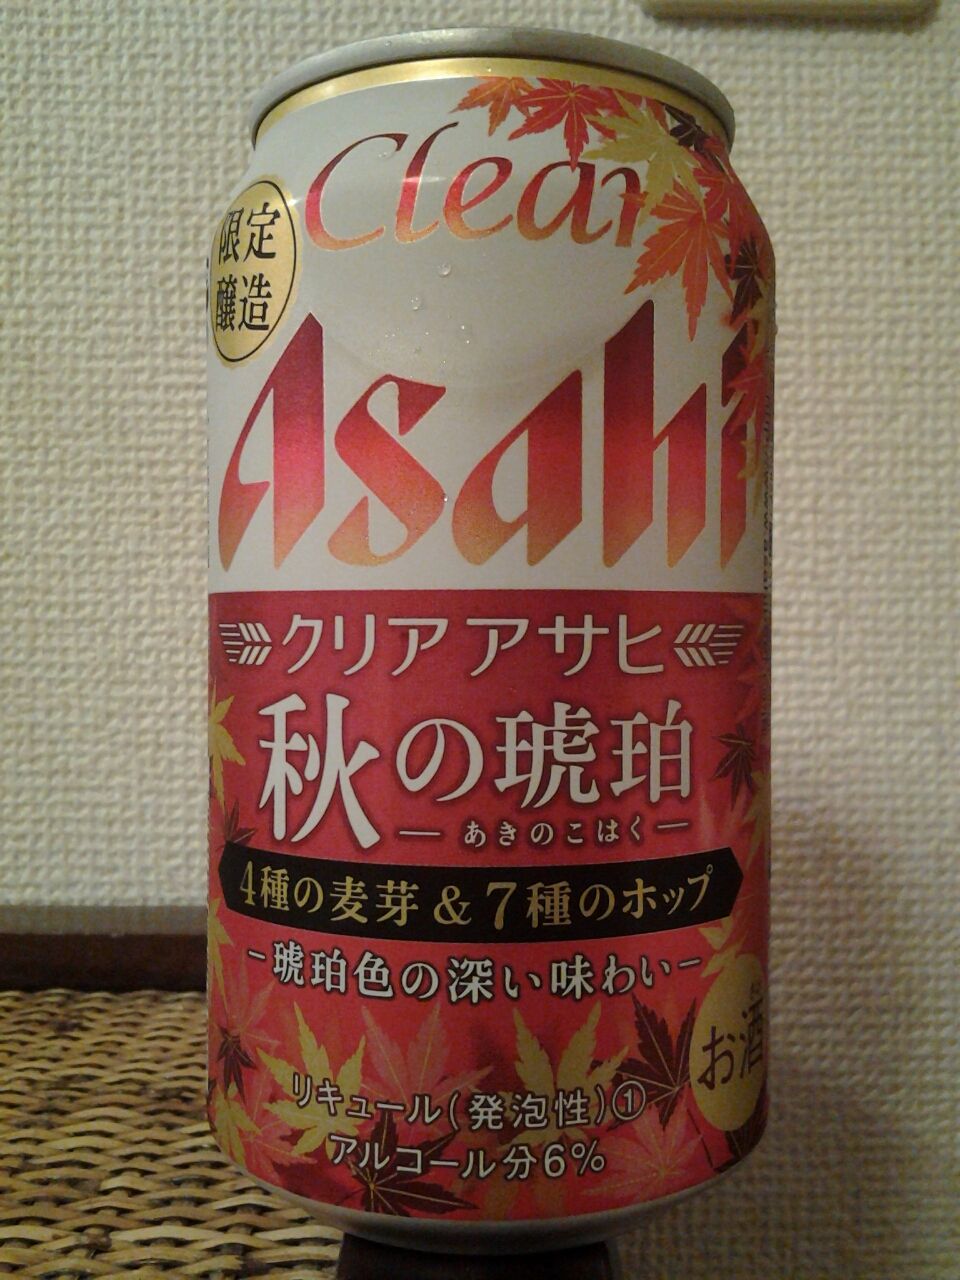 Clear
限定
醸造
Asahi
クリアアサヒ
秋の琥珀
あきのこはく
4種の麦芽&7種のホップ
琥珀色の深い味わい
お酒
リキュール(発泡性)①
アルコール分6%